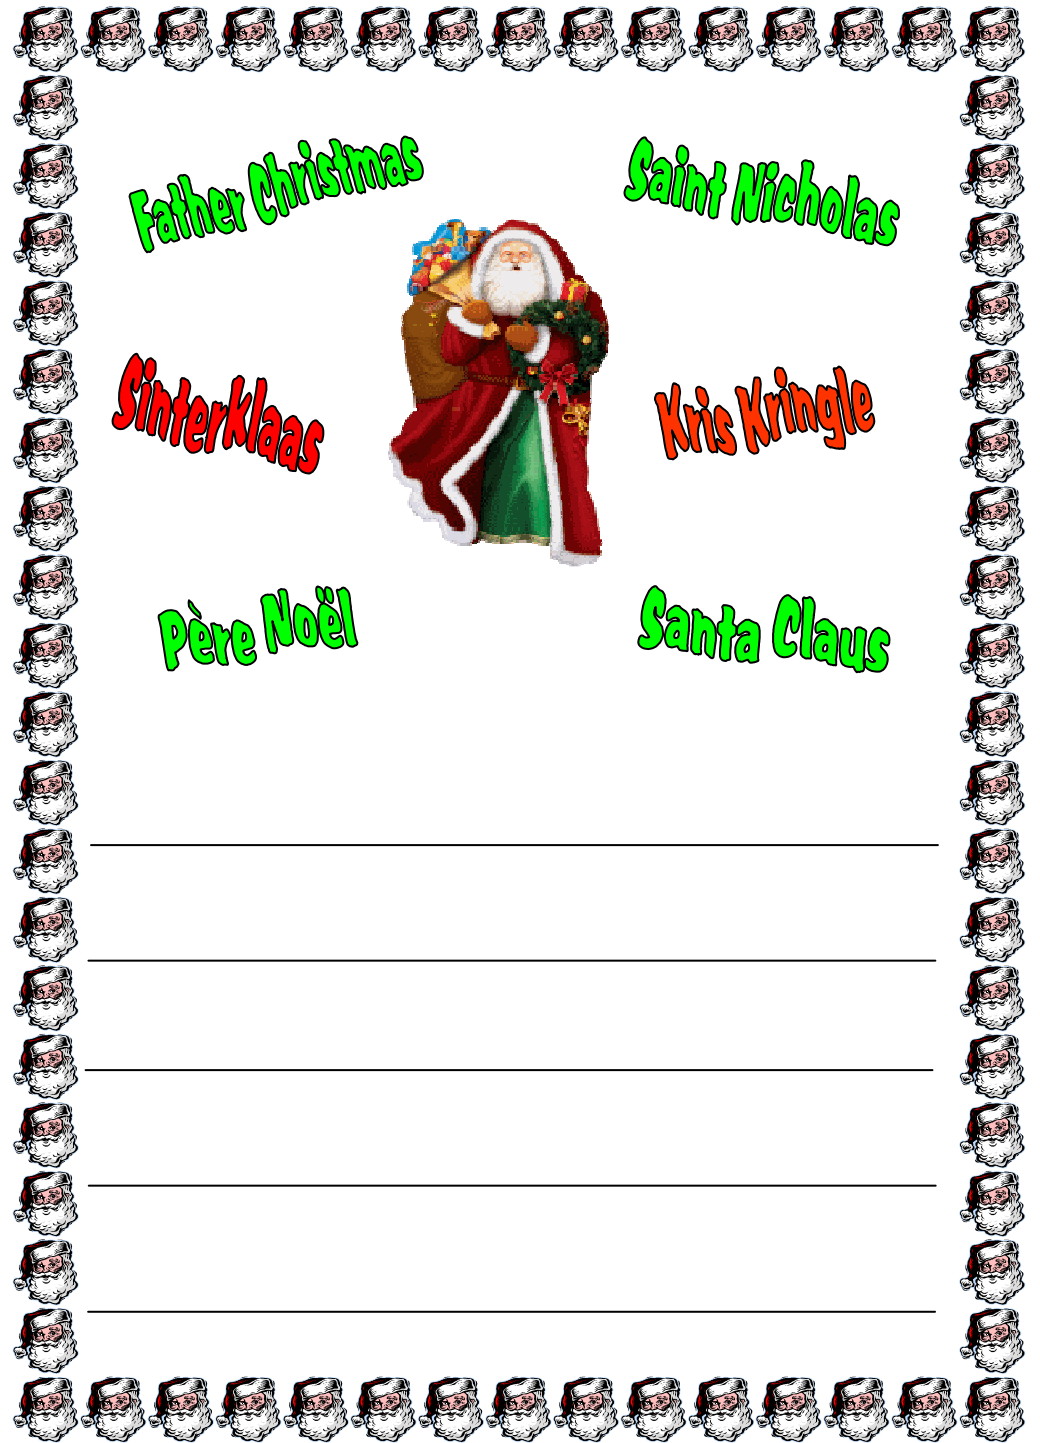 Father Christmas
Saint Nicholas
Sinterklaas
Kris Kringle
Père Noël
Santa Claus